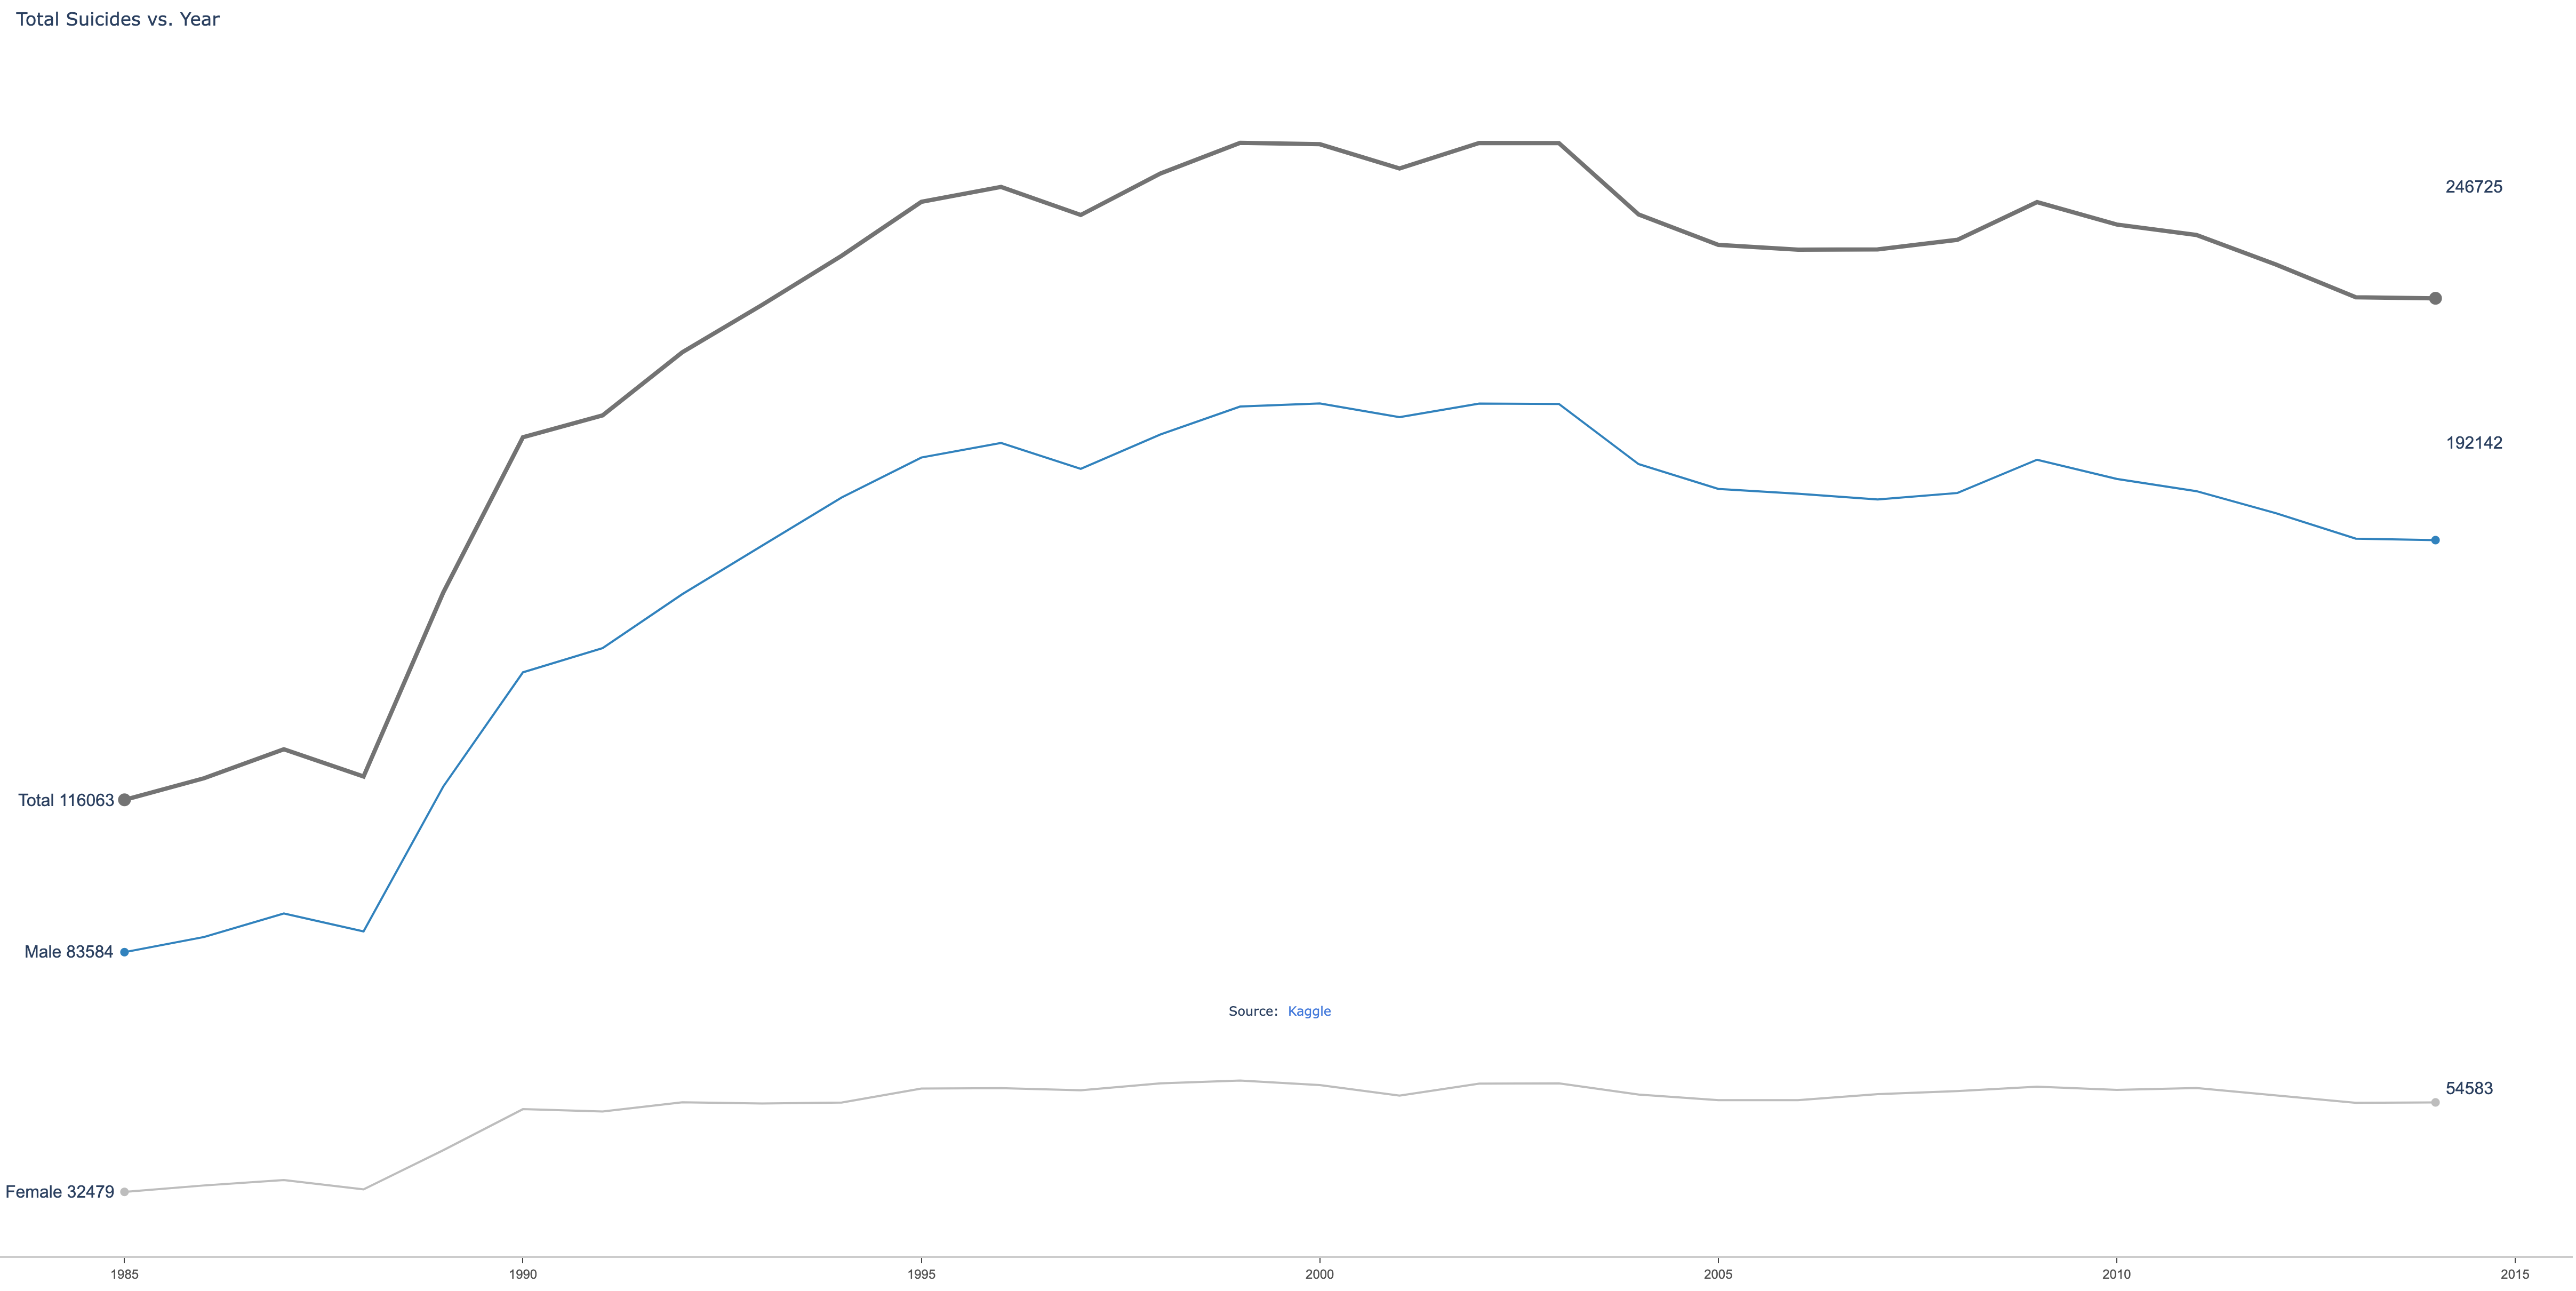 Total Suicides vs. Year
246725
192142
Total 116063
Male 83584
Source: Kaggle
54583
Female 32479
1985 1990 1995 2000 2005 2010 2015